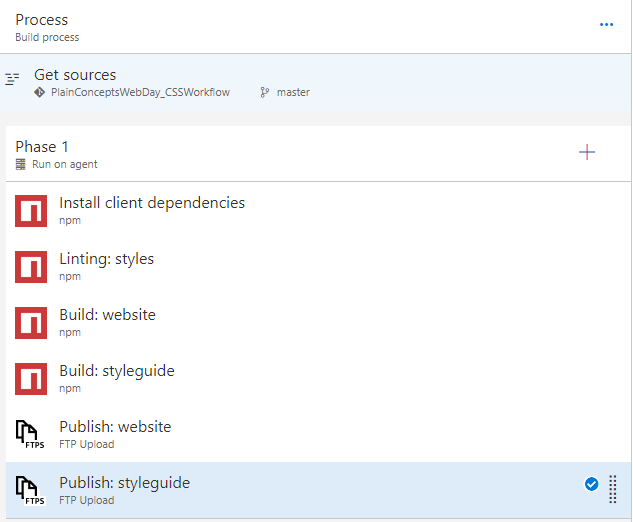 Process
Build process
Get sources
PlainConceptsWebDay_CSSWorkflow master
Phase 1
Run on agent
Install client dependencies
npm
Linting: styles
npm
Build: website
npm
Build: styleguide
npm
Publish: website
FTPS FTP Upload
Publish: styleguide
FTPS FTP Upload